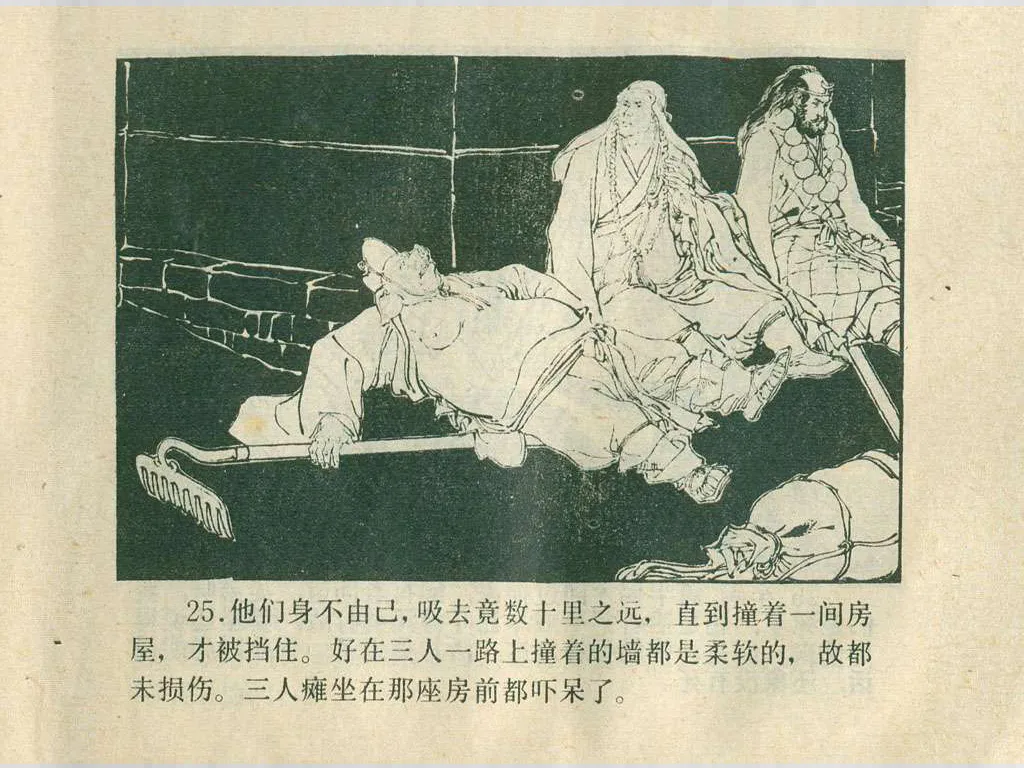 25.他们身不由己,吸去竟数十里之远，直到撞着一间房
屋，才被挡住。好在三人一路上撞着的墙都是柔软的，故都
未损伤。三人瘫坐在那座房前都吓呆了。